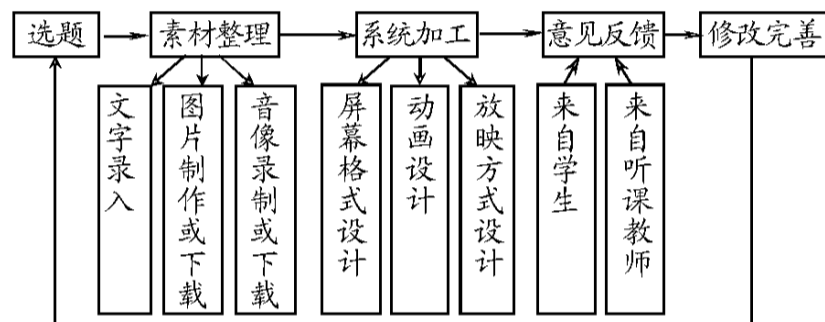 选题
素材整理
系统加工
意见反馈
修改完善
文字录入
图片制作或下载
音像录制或下载
屏幕格式设计
动画设计
放映方式设计
来自学生
来自听课教师